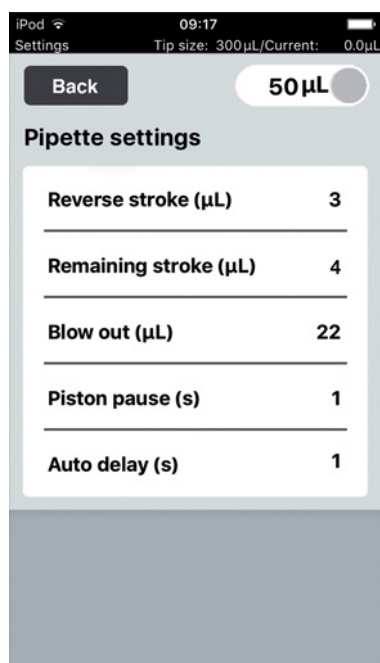 iPod 09:17
Settings Tip size: 300µL/Current: 0.0µL
Back 50µL
Pipette settings
Reverse stroke (µL) 3
Remaining stroke (µL) 4
Blow out (µL) 22
Piston pause (s) 1
Auto delay (s) 1